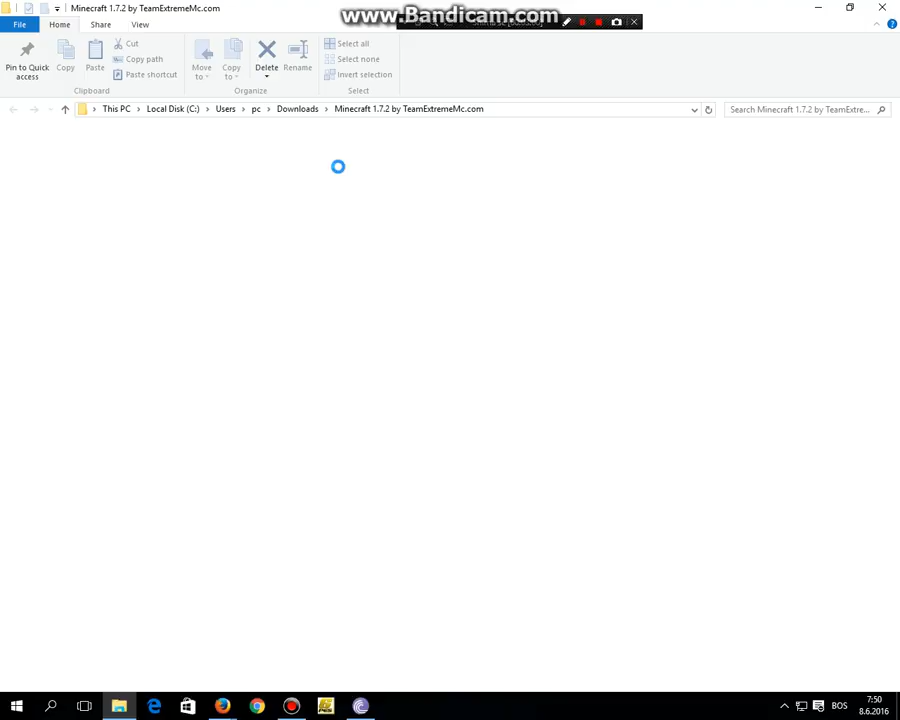 Minecraft 1.7.2 by TeamExtremeMc.com
www.Bandicam.com
File Home Share View
Pin to Quick access
Copy
Paste
Cut
Copy path
Paste shortcut
Clipboard
Move to
Copy to
Delete
Rename
Organize
Select all
Select none
Invert selection
Select
This PC > Local Disk (C:) > Users > pc > Downloads > Minecraft 1.7.2 by TeamExtremeMc.com
Search Minecraft 1.7.2 by TeamExtre...
PES
BOS
7:50
8.6.2016